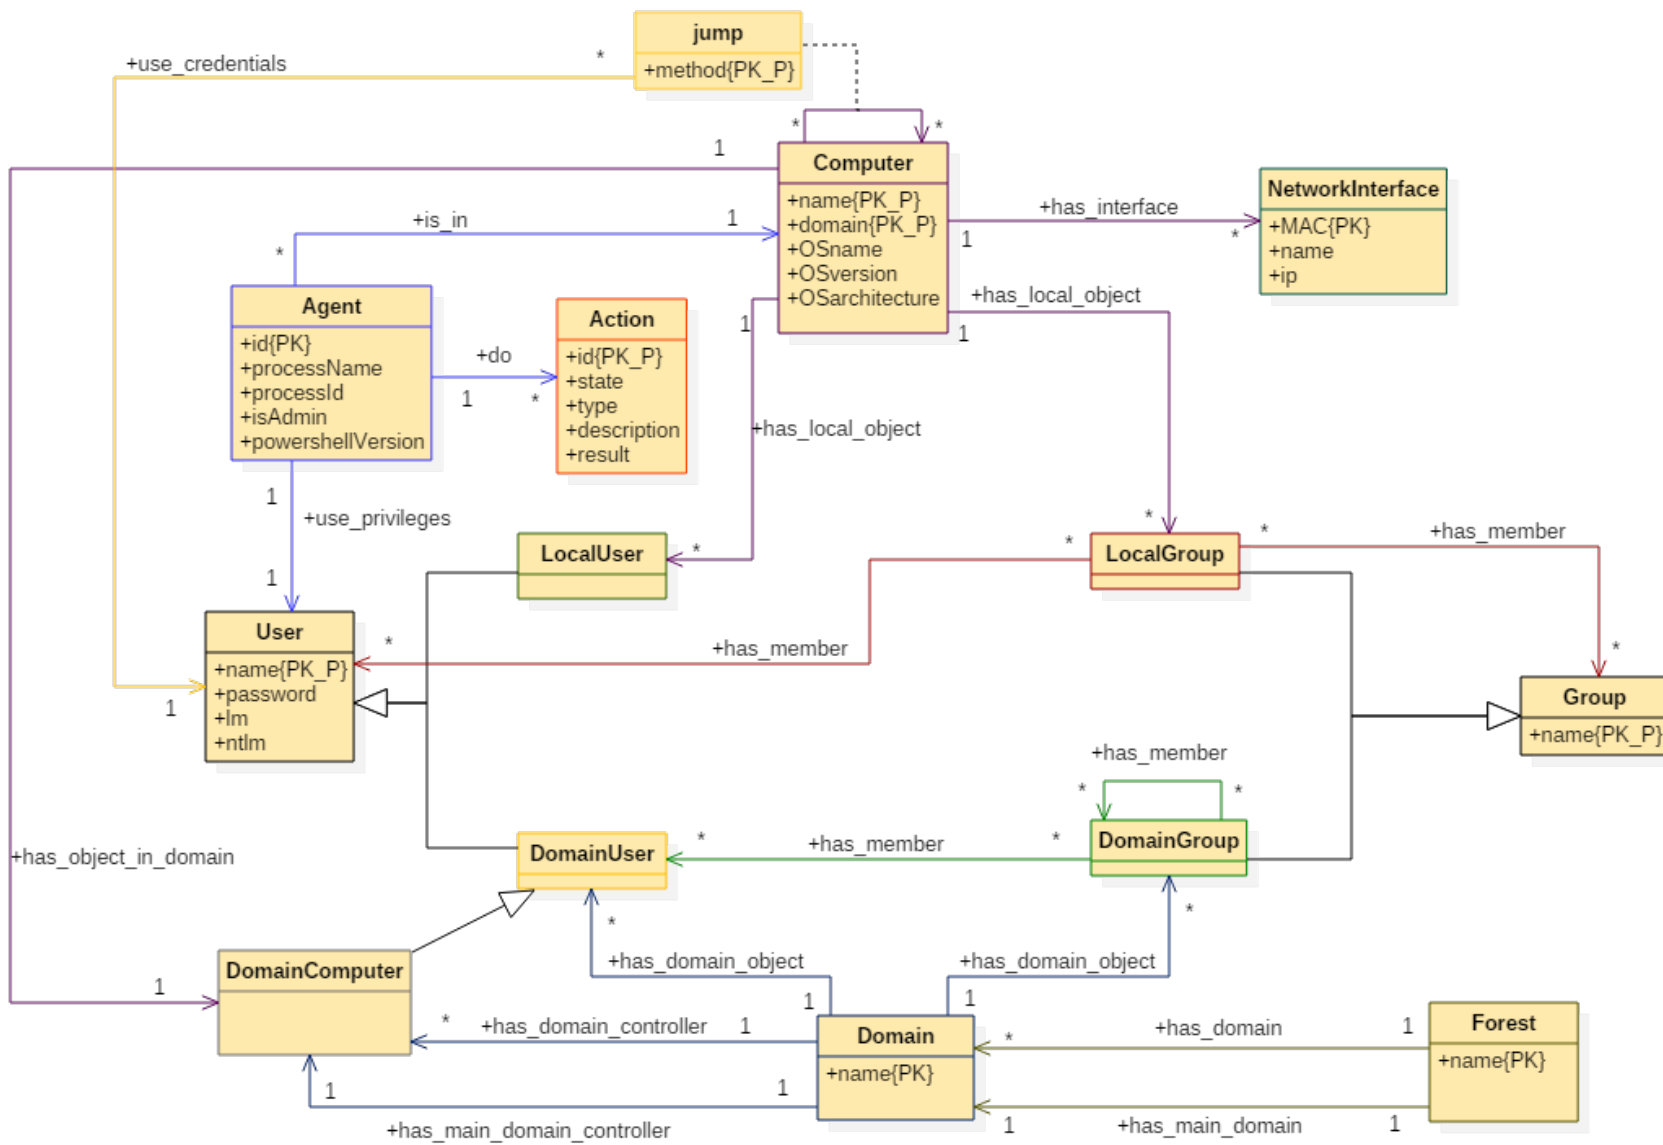 jump
+method{PK_P}
+use_credentials
*
*
*
1
Computer
+name{PK_P}
+domain{PK_P}
+OSname
+OSversion
+OSarchitecture
NetworkInterface
+MAC{PK}
+name
+ip
+has_interface
1
*
+is_in
1
*
+has_local_object
1
*
Agent
+id{PK}
+processName
+processId
+isAdmin
+powershellVersion
+do
1
*
Action
+id{PK_P}
+state
+type
+description
+result
1
+has_local_object
*
1
+use_privileges
1
LocalUser
LocalGroup
*
+has_member
*
*
+has_member
*
User
+name{PK_P}
+password
+lm
+ntlm
1
Group
+name{PK_P}
+has_member
*
*
DomainUser
*
+has_member
*
DomainGroup
+has_object_in_domain
1
DomainComputer
*
+has_domain_object
1
*
+has_domain_object
1
*
+has_domain_controller
1
1
+has_main_domain_controller
1
Domain
+name{PK}
*
+has_domain
1
1
+has_main_domain
1
Forest
+name{PK}